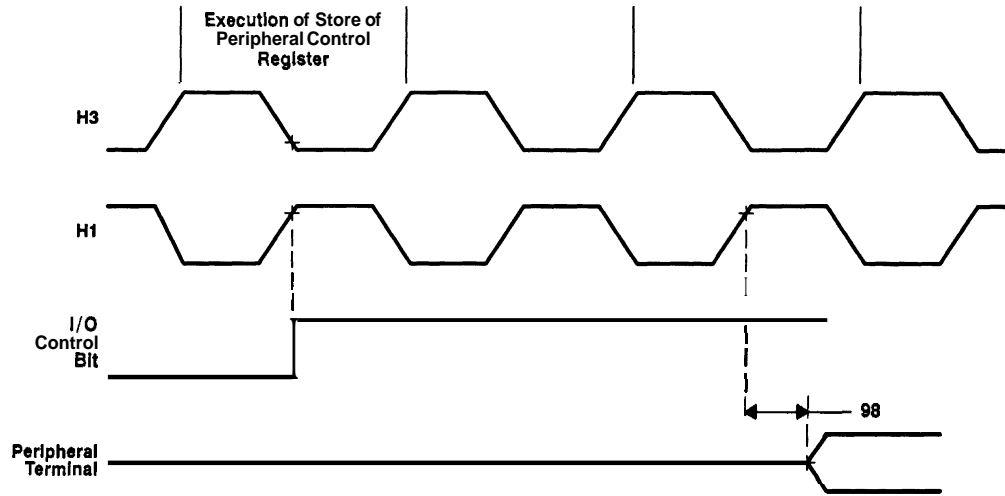 Execution of Store of
Peripheral Control
Register
H3
H1
I/O
Control
Bit
98
Peripheral
Terminal